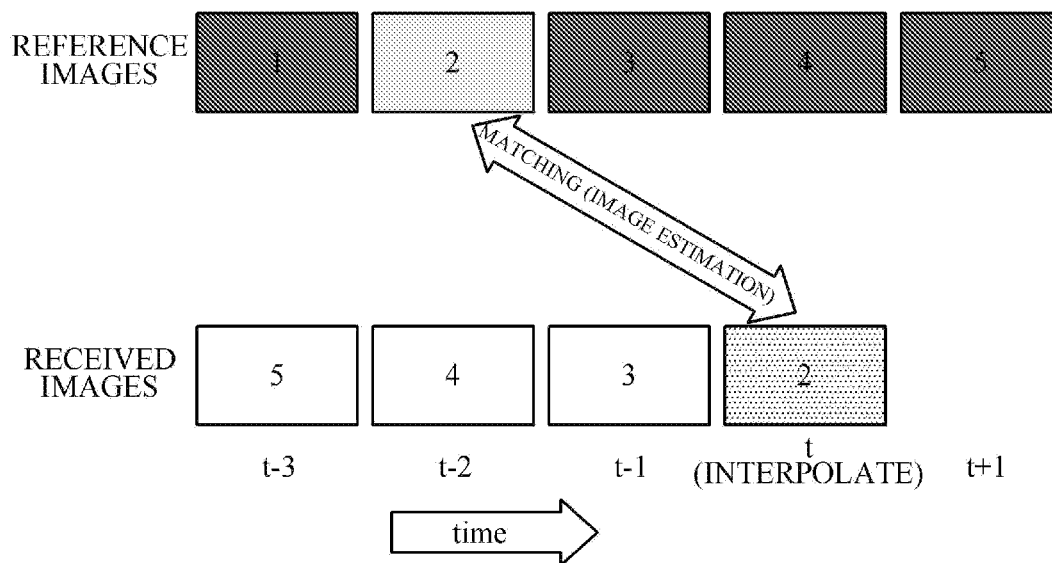 REFERENCE
IMAGES
1 2 3 4 5
MATCHING (IMAGE ESTIMATION)
RECEIVED
IMAGES
5 4 3 2
t-3 t-2 t-1 t t+1
(INTERPOLATE)
time